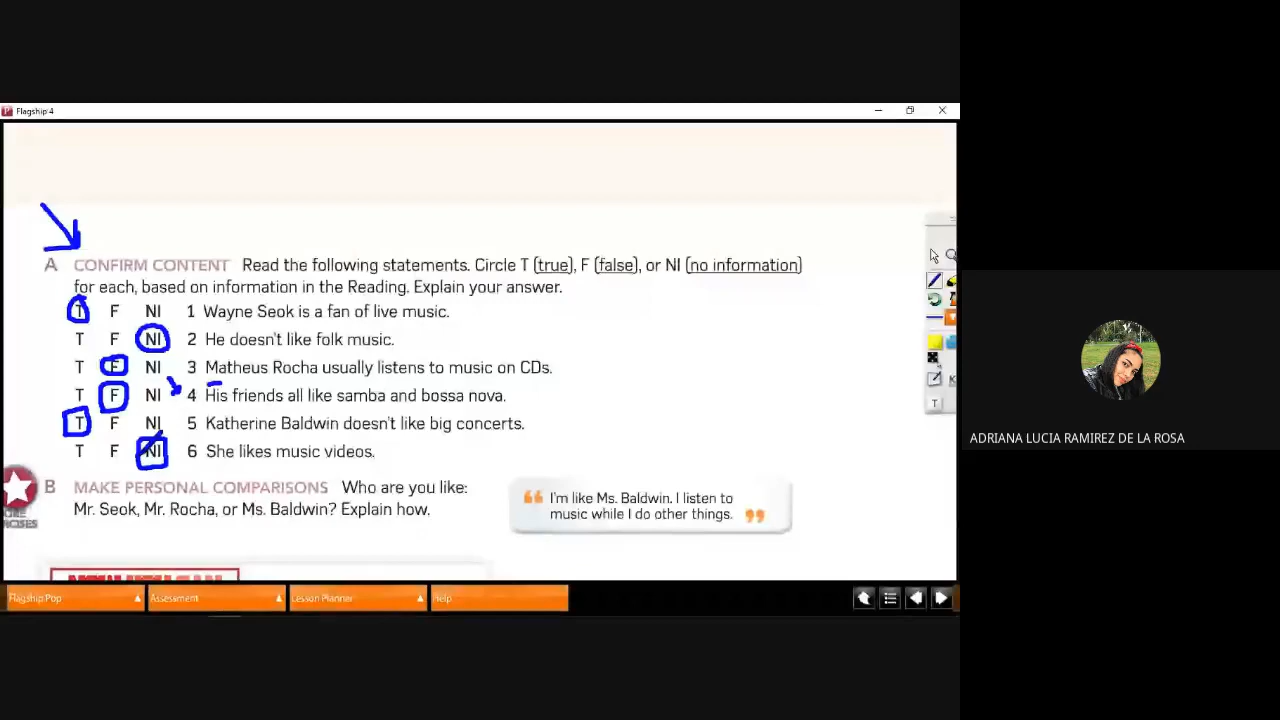 Flagship 4
A CONFIRM CONTENT Read the following statements. Circle T (true), F (false), or NI (no information)
for each, based on information in the Reading. Explain your answer.
T F NI 1 Wayne Seok is a fan of live music.
T F NI 2 He doesn't like folk music.
T F NI 3 Matheus Rocha usually listens to music on CDs.
T F NI 4 His friends all like samba and bossa nova.
T F NI 5 Katherine Baldwin doesn't like big concerts.
T F NI 6 She likes music videos.
B MAKE PERSONAL COMPARISONS Who are you like:
Mr. Seok, Mr. Rocha, or Ms. Baldwin? Explain how.
“ I'm like Ms. Baldwin. I listen to
music while I do other things. ”
Flagship Pop Assessment Lesson Planner Help
T
ADRIANA LUCIA RAMIREZ DE LA ROSA